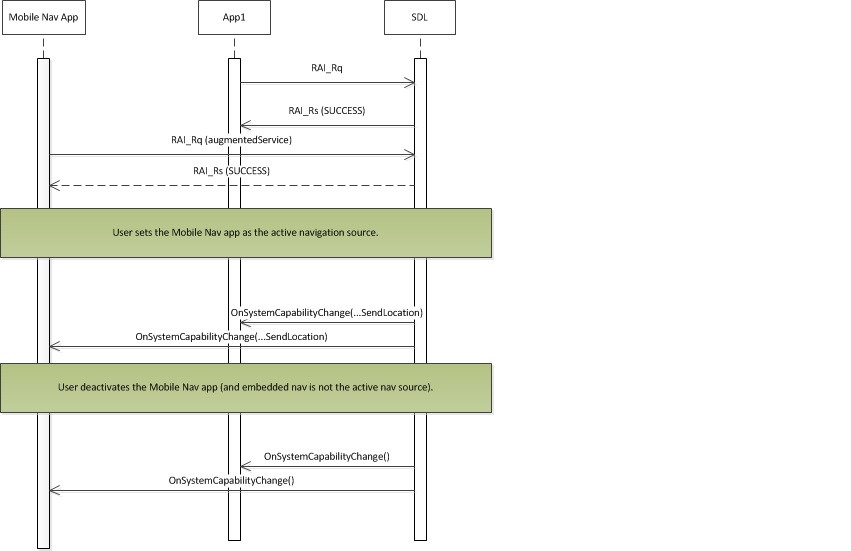 Mobile Nav App
App1
SDL
RAI_Rq
RAI_Rs (SUCCESS)
RAI_Rq (augmentedService)
RAI_Rs (SUCCESS)
User sets the Mobile Nav app as the active navigation source.
OnSystemCapabilityChange(...SendLocation)
OnSystemCapabilityChange(...SendLocation)
User deactivates the Mobile Nav app (and embedded nav is not the active nav source).
OnSystemCapabilityChange()
OnSystemCapabilityChange()